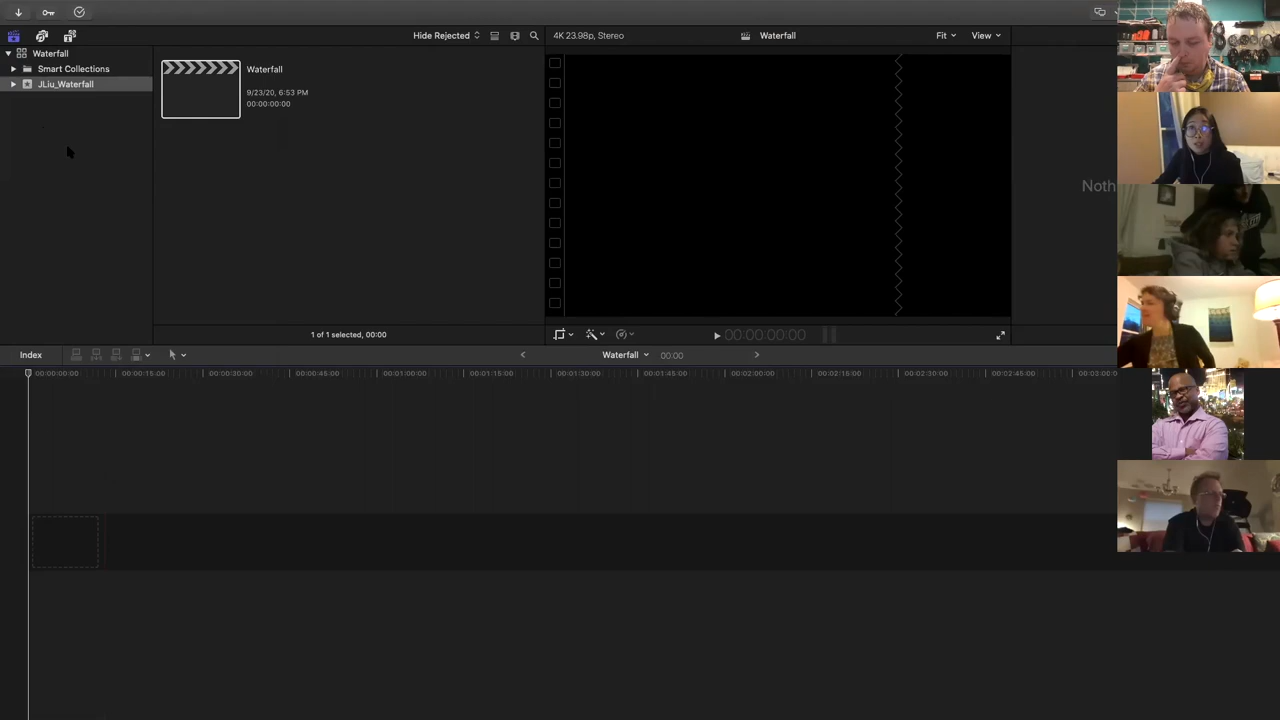 Hide Rejected
4K 23.98p, Stereo
Waterfall
Fit
View
Waterfall
Smart Collections
JLiu_Waterfall
Waterfall
9/23/20, 6:53 PM
00:00:00:00
Noth
1 of 1 selected, 00:00
00:00:00:00
Index
Waterfall
00:00
00:00:00:00
00:00:15:00
00:00:30:00
00:00:45:00
00:01:00:00
00:01:15:00
00:01:30:00
00:01:45:00
00:02:00:00
00:02:15:00
00:02:30:00
00:02:45:00
00:03:00